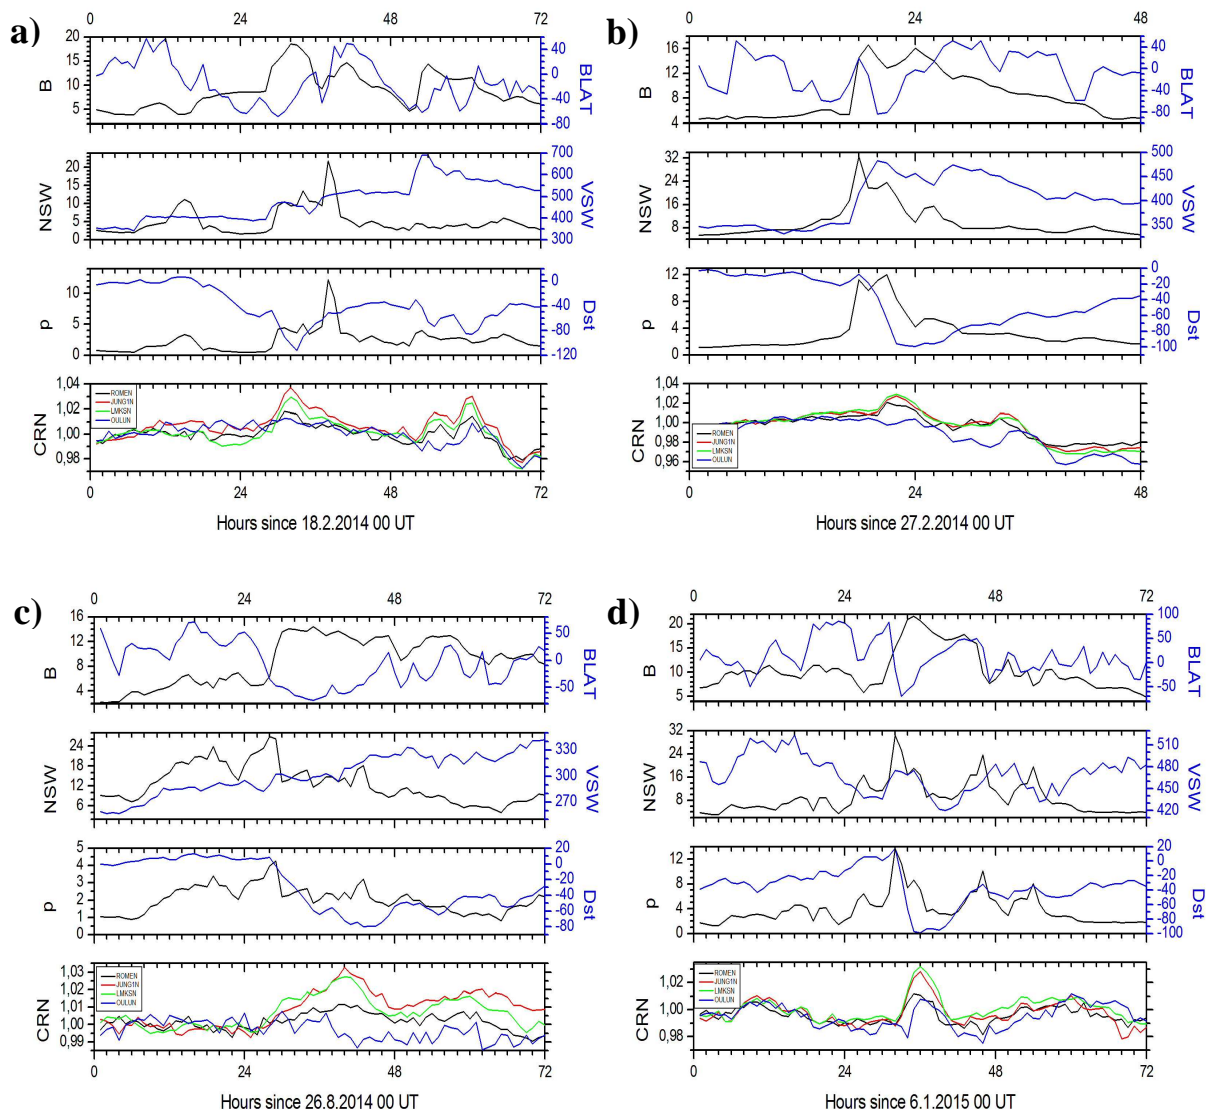 a)
0 24 48 72
20 15 10 5
B
40 0 -40 -80
BLAT
20 15 10 5 0
NSW
700 600 500 400 300
VSW
10 5 0
p
0 -40 -80 -120
Dst
1,04 1,02 1,00 0,98
CRN
ROMEN
JUNG1N
LMKSN
OULUN
0 24 48 72
Hours since 18.2.2014 00 UT
b)
0 24 48
16 12 8 4
B
40 0 -40 -80
BLAT
32 24 16 8
NSW
500 450 400 350
VSW
12 8 4 0
p
0 -20 -40 -60 -80 -100
Dst
1,04 1,02 1,00 0,98 0,96
CRN
ROMEN
JUNG1N
LMKSN
OULUN
0 24 48
Hours since 27.2.2014 00 UT
c)
0 24 48 72
16 12 8 4
B
50 0 -50
BLAT
24 18 12 6
NSW
330 300 270
VSW
5 4 3 2 1 0
p
20 0 -20 -40 -60 -80
Dst
1,03 1,02 1,01 1,00 0,99
CRN
ROMEN
JUNG1N
LMKSN
OULUN
0 24 48 72
Hours since 26.8.2014 00 UT
d)
0 24 48 72
20 15 10 5
B
100 50 0 -50
BLAT
32 24 16 8
NSW
510 480 450 420
VSW
12 8 4 0
p
20 0 -20 -40 -60 -80 -100
Dst
1,02 1,00 0,98
CRN
ROMEN
JUNG1N
LMKSN
OULUN
0 24 48 72
Hours since 6.1.2015 00 UT